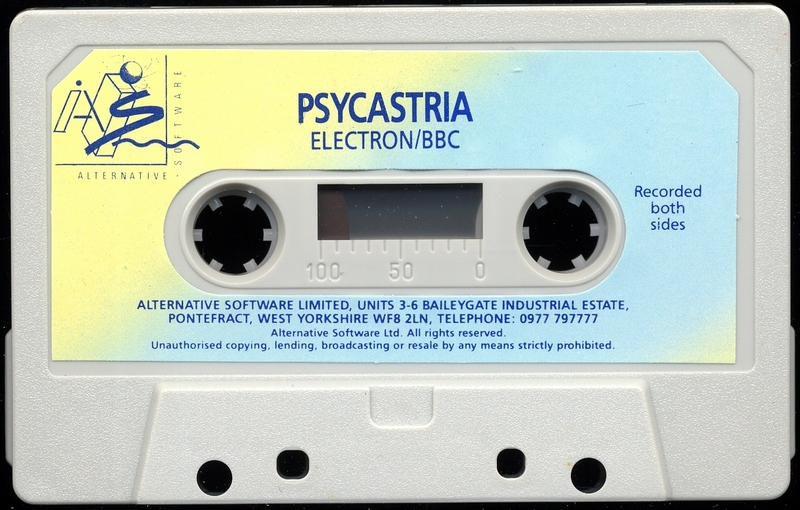 PSYCASTRIA
ELECTRON/BBC
AS
SOFTWARE
ALTERNATIVE
Recorded
both
sides
100 50 0
ALTERNATIVE SOFTWARE LIMITED, UNITS 3-6 BAILEYGATE INDUSTRIAL ESTATE,
PONTEFRACT, WEST YORKSHIRE WF8 2LN, TELEPHONE: 0977 797777
Alternative Software Ltd. All rights reserved.
Unauthorised copying, lending, broadcasting or resale by any means strictly prohibited.